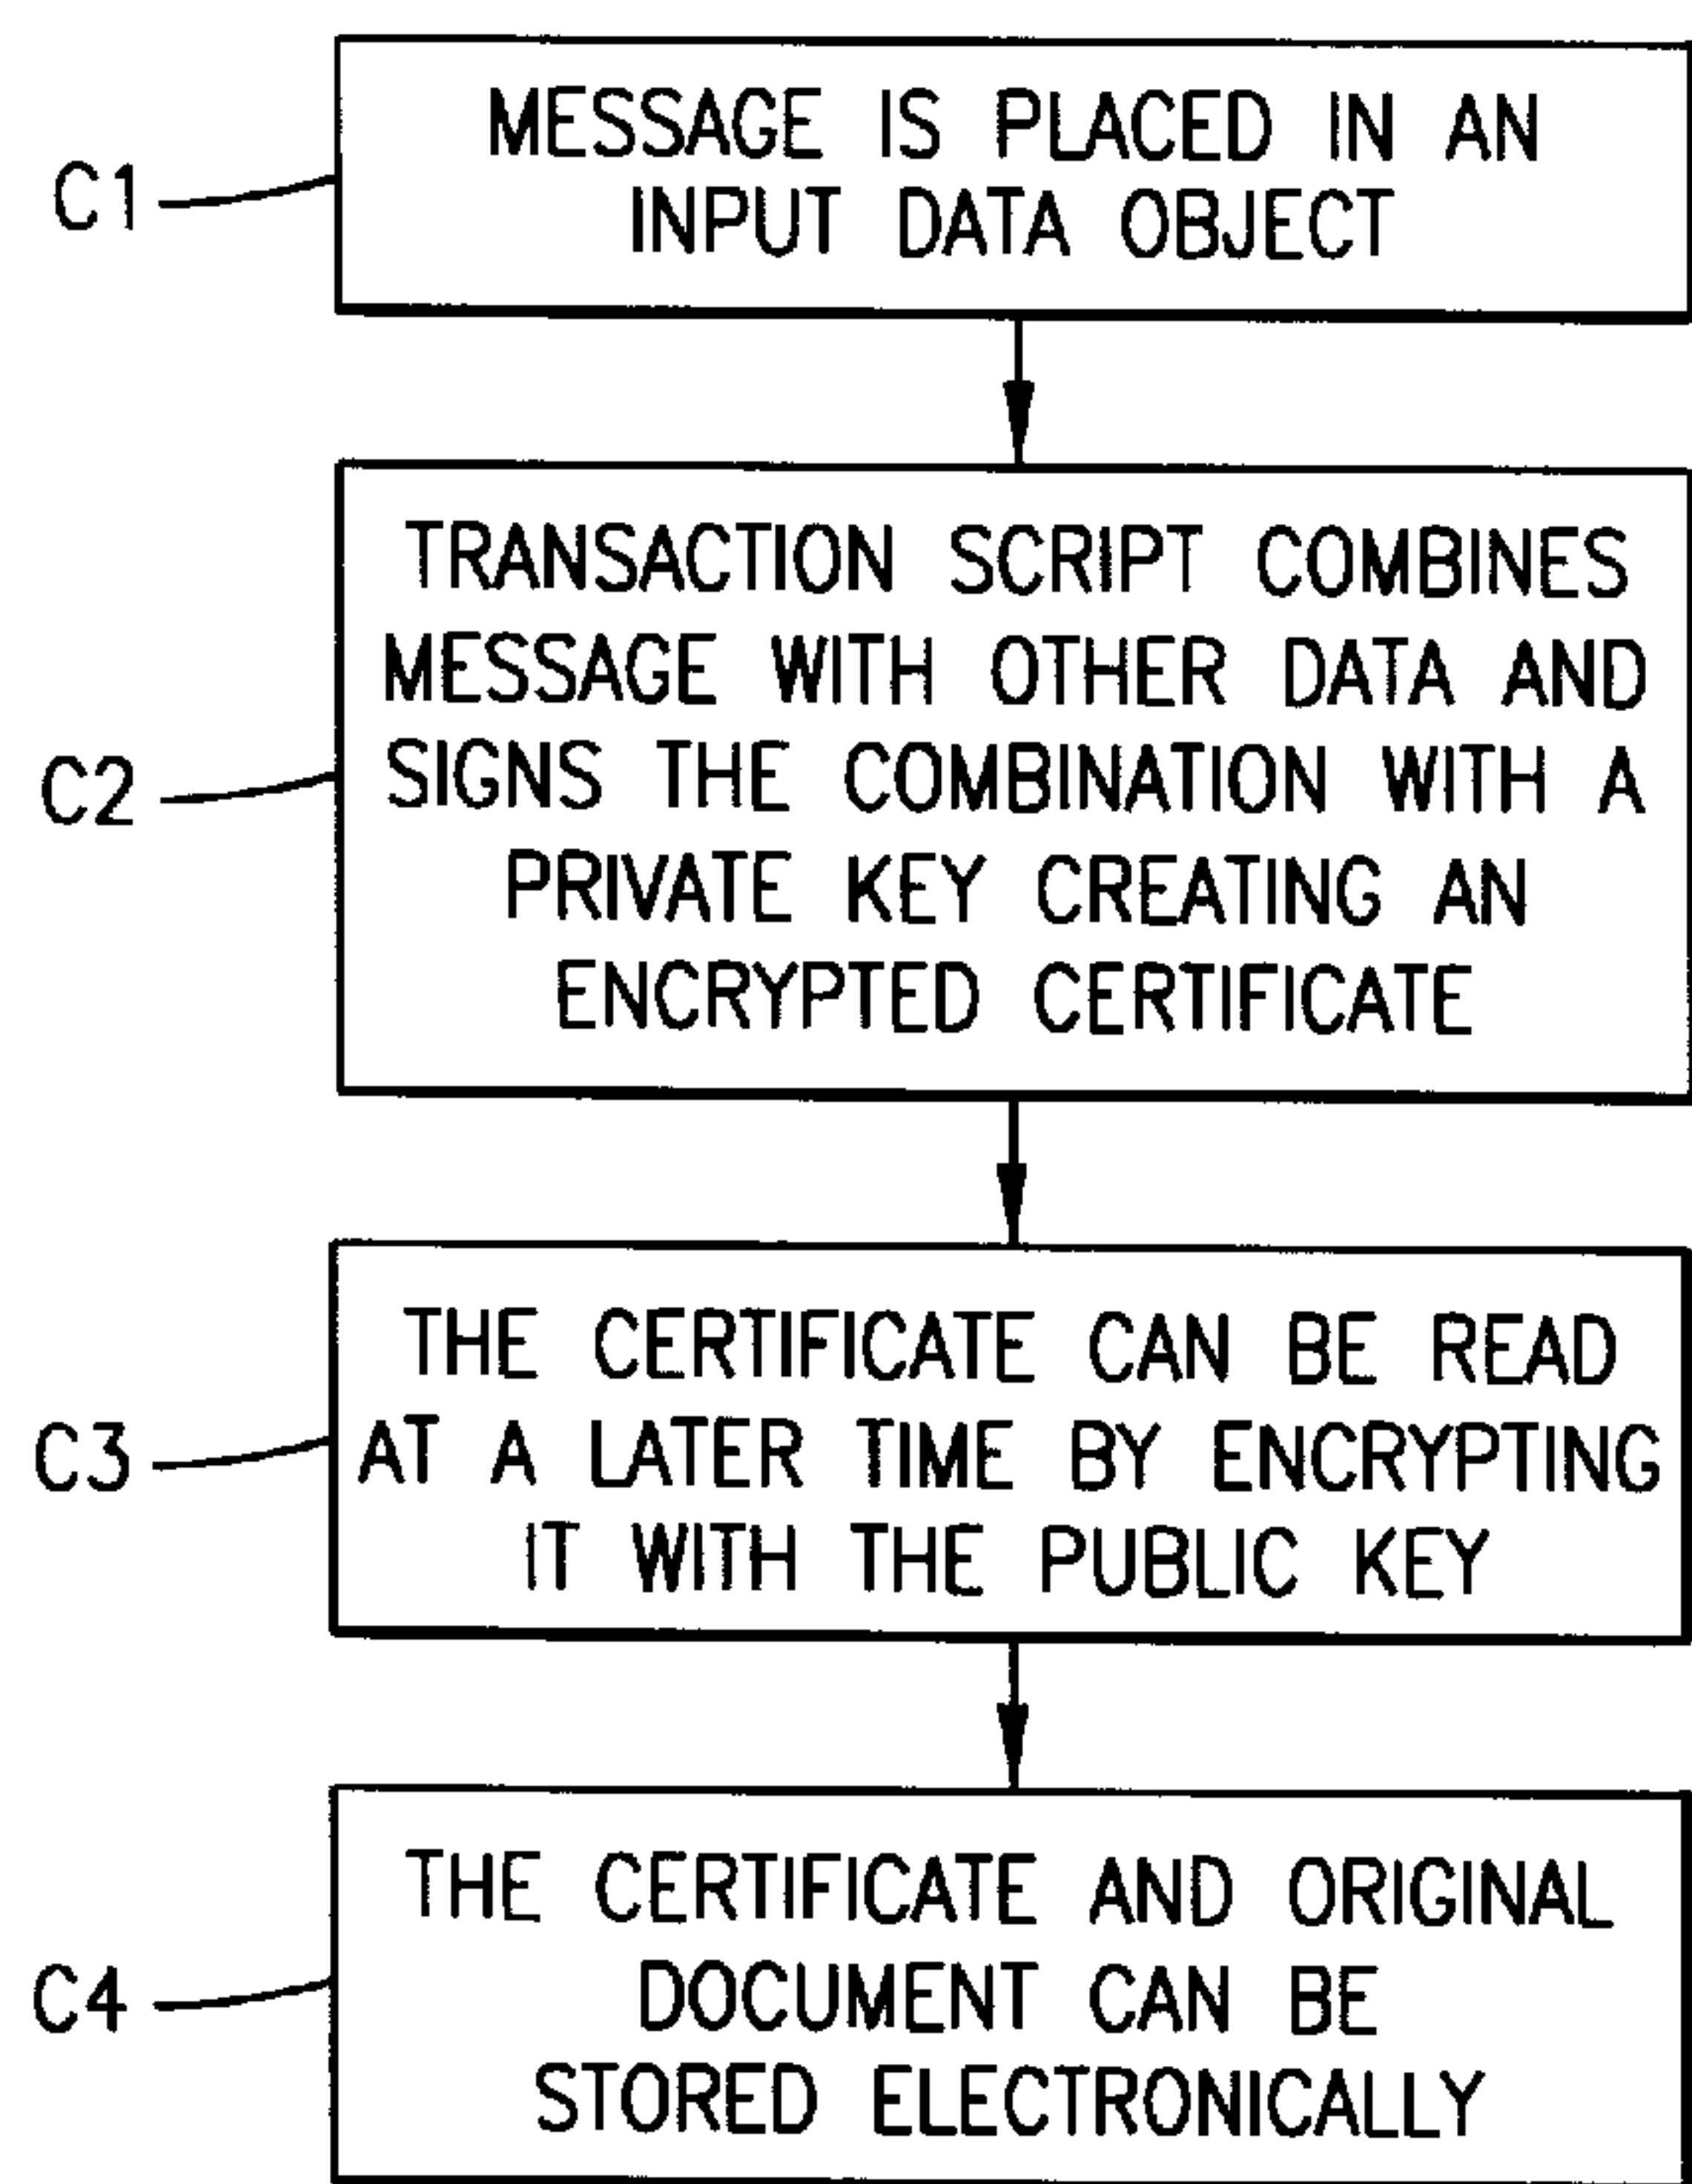 MESSAGE IS PLACED IN AN
INPUT DATA OBJECT
C1
TRANSACTION SCRIPT COMBINES
MESSAGE WITH OTHER DATA AND
SIGNS THE COMBINATION WITH A
PRIVATE KEY CREATING AN
ENCRYPTED CERTIFICATE
C2
THE CERTIFICATE CAN BE READ
AT A LATER TIME BY ENCRYPTING
IT WITH THE PUBLIC KEY
C3
THE CERTIFICATE AND ORIGINAL
DOCUMENT CAN BE
STORED ELECTRONICALLY
C4